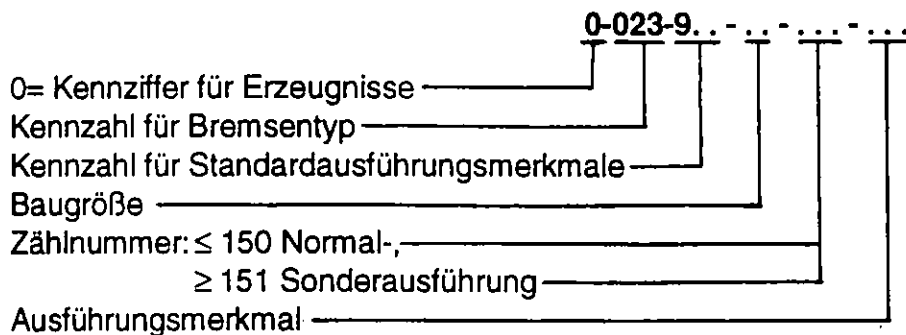 0-023-9..-..-...-...
0= Kennziffer für Erzeugnisse
Kennzahl für Bremsentyp
Kennzahl für Standardausführungsmerkmale
Baugröße
Zählnummer: ≤ 150 Normal-,
≥ 151 Sonderausführung
Ausführungsmerkmal